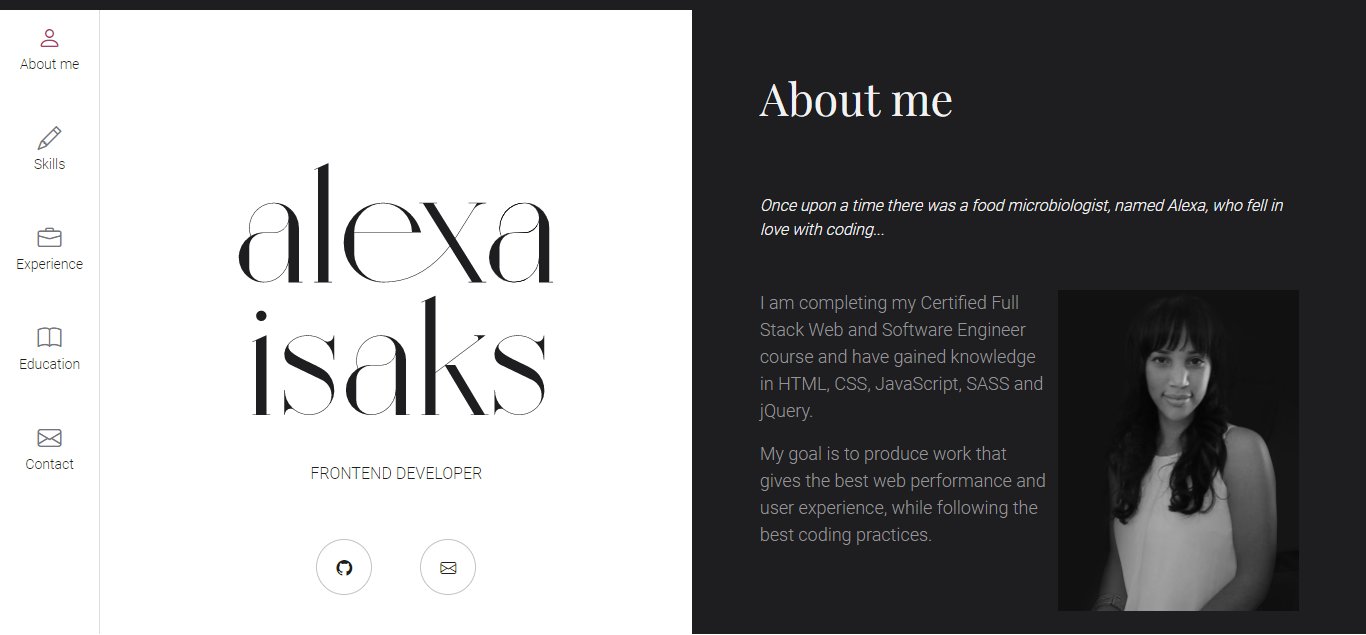 About me
Skills
Experience
Education
Contact
alexa
isaks
FRONTEND DEVELOPER
About me
Once upon a time there was a food microbiologist, named Alexa, who fell in
love with coding...
I am completing my Certified Full
Stack Web and Software Engineer
course and have gained knowledge
in HTML, CSS, JavaScript, SASS and
jQuery.
My goal is to produce work that
gives the best web performance and
user experience, while following the
best coding practices.